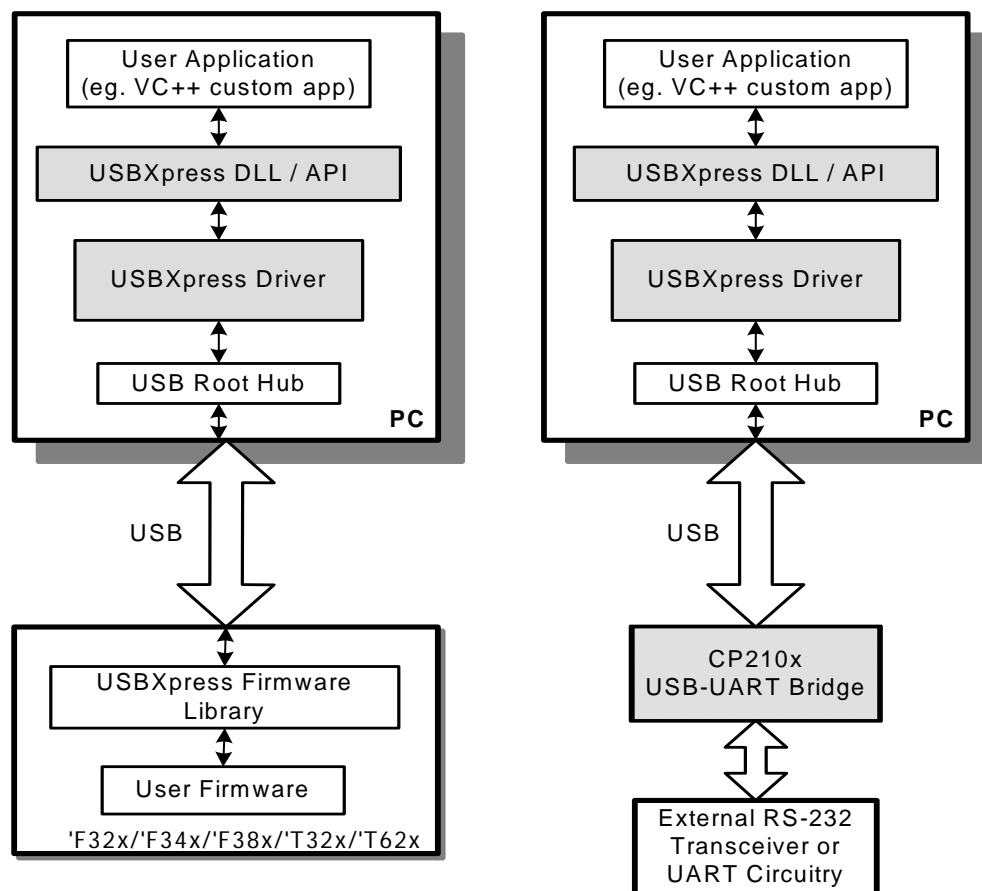 User Application
(eg. VC++ custom app)
USBXpress DLL / API
USBXpress Driver
USB Root Hub
PC
USB
USBXpress Firmware
Library
User Firmware
'F32x/'F34x/'F38x/'T32x/'T62x
User Application
(eg. VC++ custom app)
USBXpress DLL / API
USBXpress Driver
USB Root Hub
PC
USB
CP210x
USB-UART Bridge
External RS-232
Transceiver or
UART Circuitry